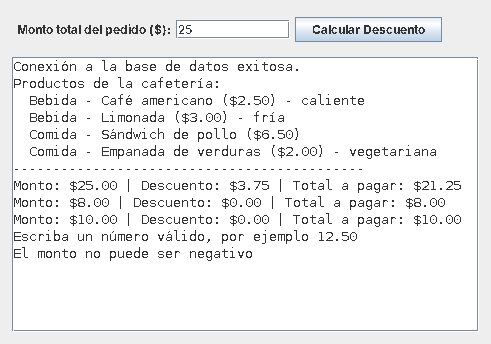 Monto total del pedido ($): 25 Calcular Descuento
Conexión a la base de datos exitosa.
Productos de la cafetería:
Bebida - Café americano ($2.50) - caliente
Bebida - Limonada ($3.00) - fría
Comida - Sándwich de pollo ($6.50)
Comida - Empanada de verduras ($2.00) - vegetariana
--------------------------------------------
Monto: $25.00 | Descuento: $3.75 | Total a pagar: $21.25
Monto: $8.00 | Descuento: $0.00 | Total a pagar: $8.00
Monto: $10.00 | Descuento: $0.00 | Total a pagar: $10.00
Escriba un número válido, por ejemplo 12.50
El monto no puede ser negativo